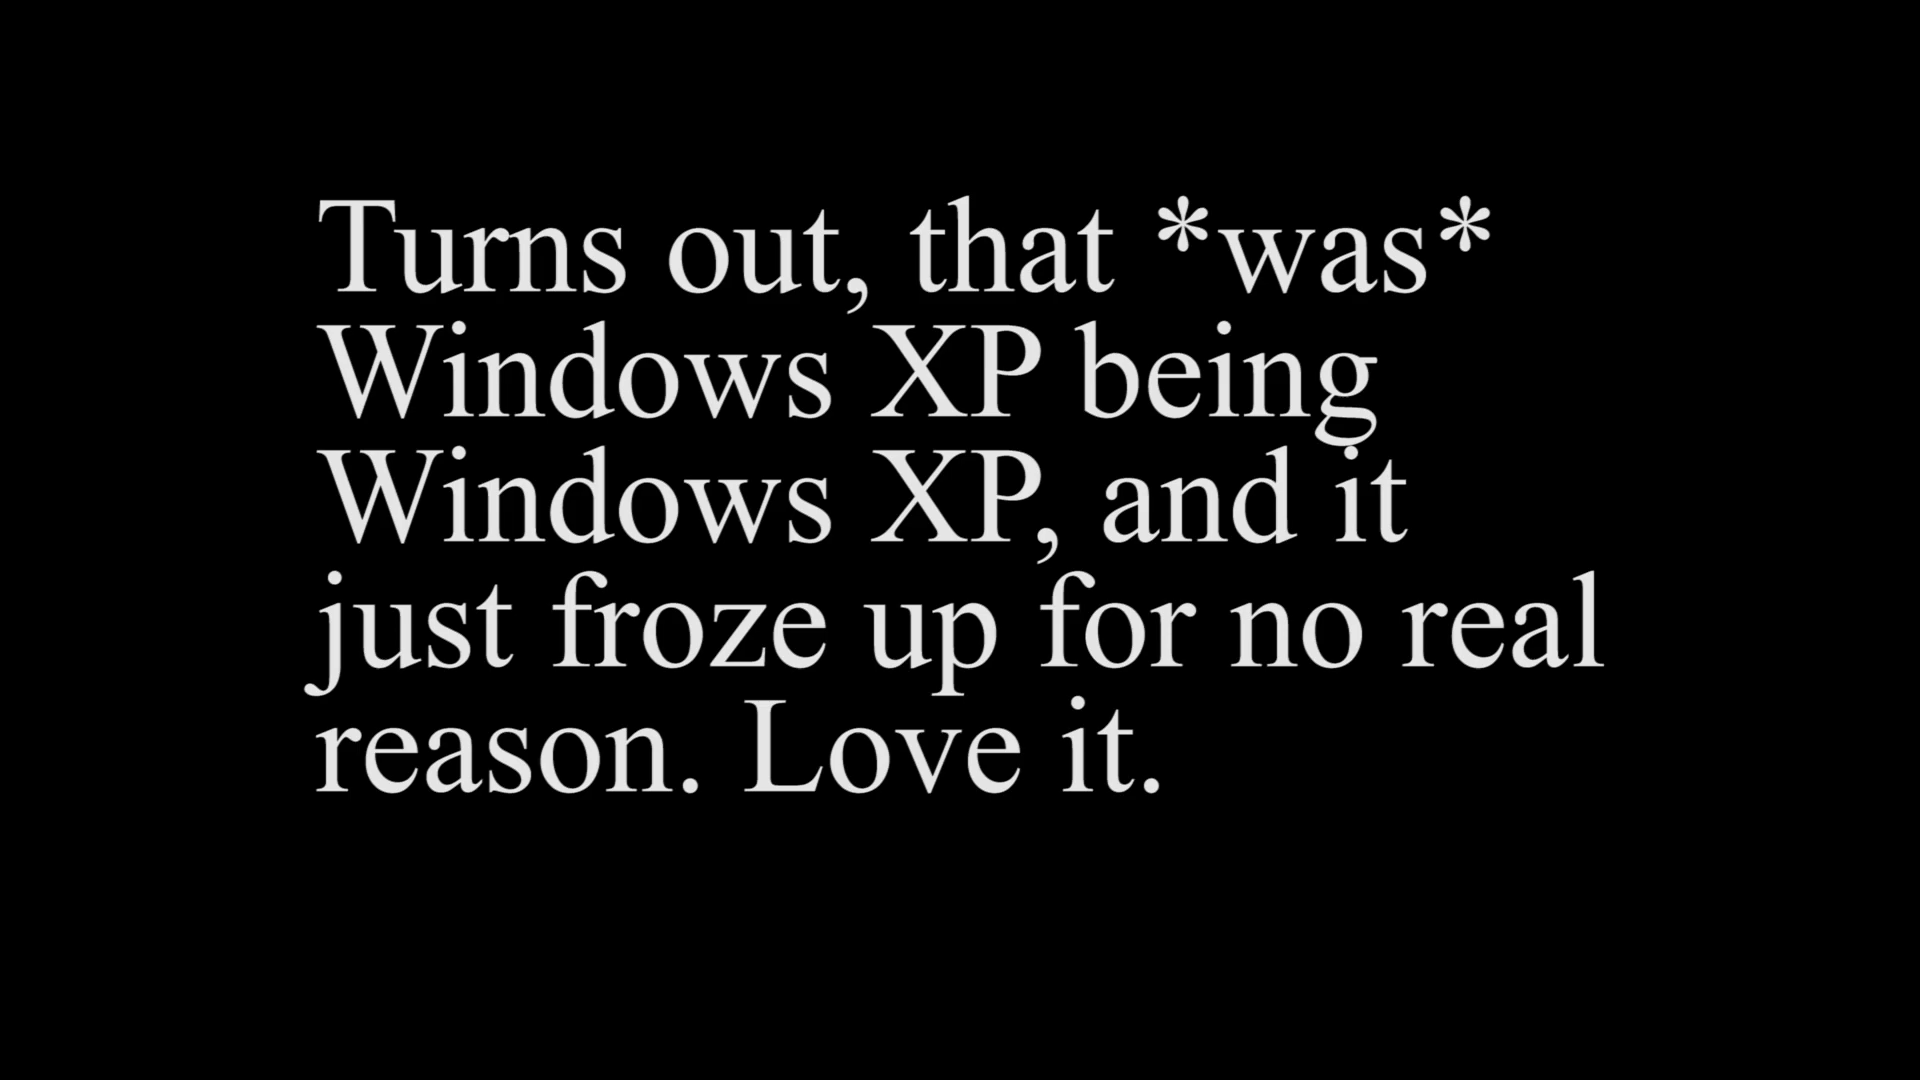 Turns out, that *was*
Windows XP being
Windows XP, and it
just froze up for no real
reason. Love it.